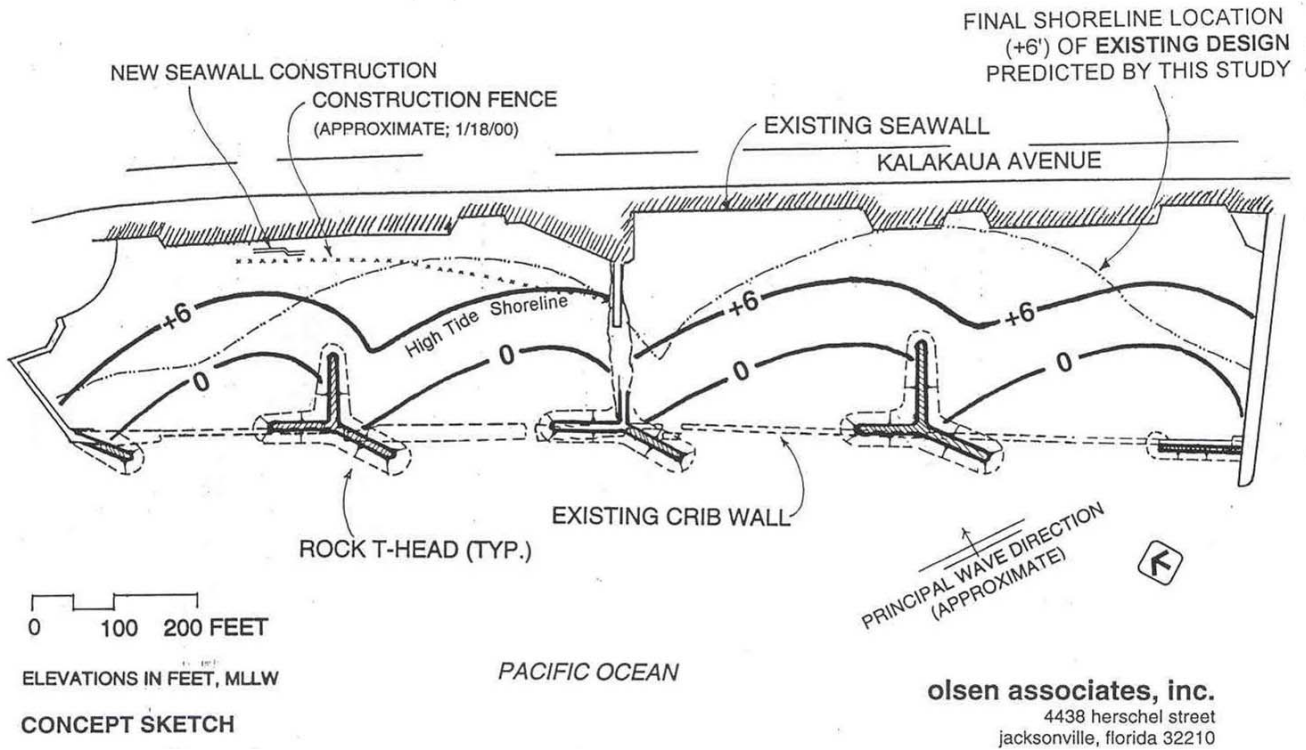 FINAL SHORELINE LOCATION
(+6') OF EXISTING DESIGN
PREDICTED BY THIS STUDY
NEW SEAWALL CONSTRUCTION
CONSTRUCTION FENCE
(APPROXIMATE; 1/18/00)
EXISTING SEAWALL
KALAKAUA AVENUE
+6
High Tide Shoreline
+6
+6
0
0
0
0
EXISTING CRIB WALL
ROCK T-HEAD (TYP.)
PRINCIPAL WAVE DIRECTION
(APPROXIMATE)
0 100 200 FEET
ELEVATIONS IN FEET, MLLW
PACIFIC OCEAN
CONCEPT SKETCH
olsen associates, inc.
4438 herschel street
jacksonville, florida 32210